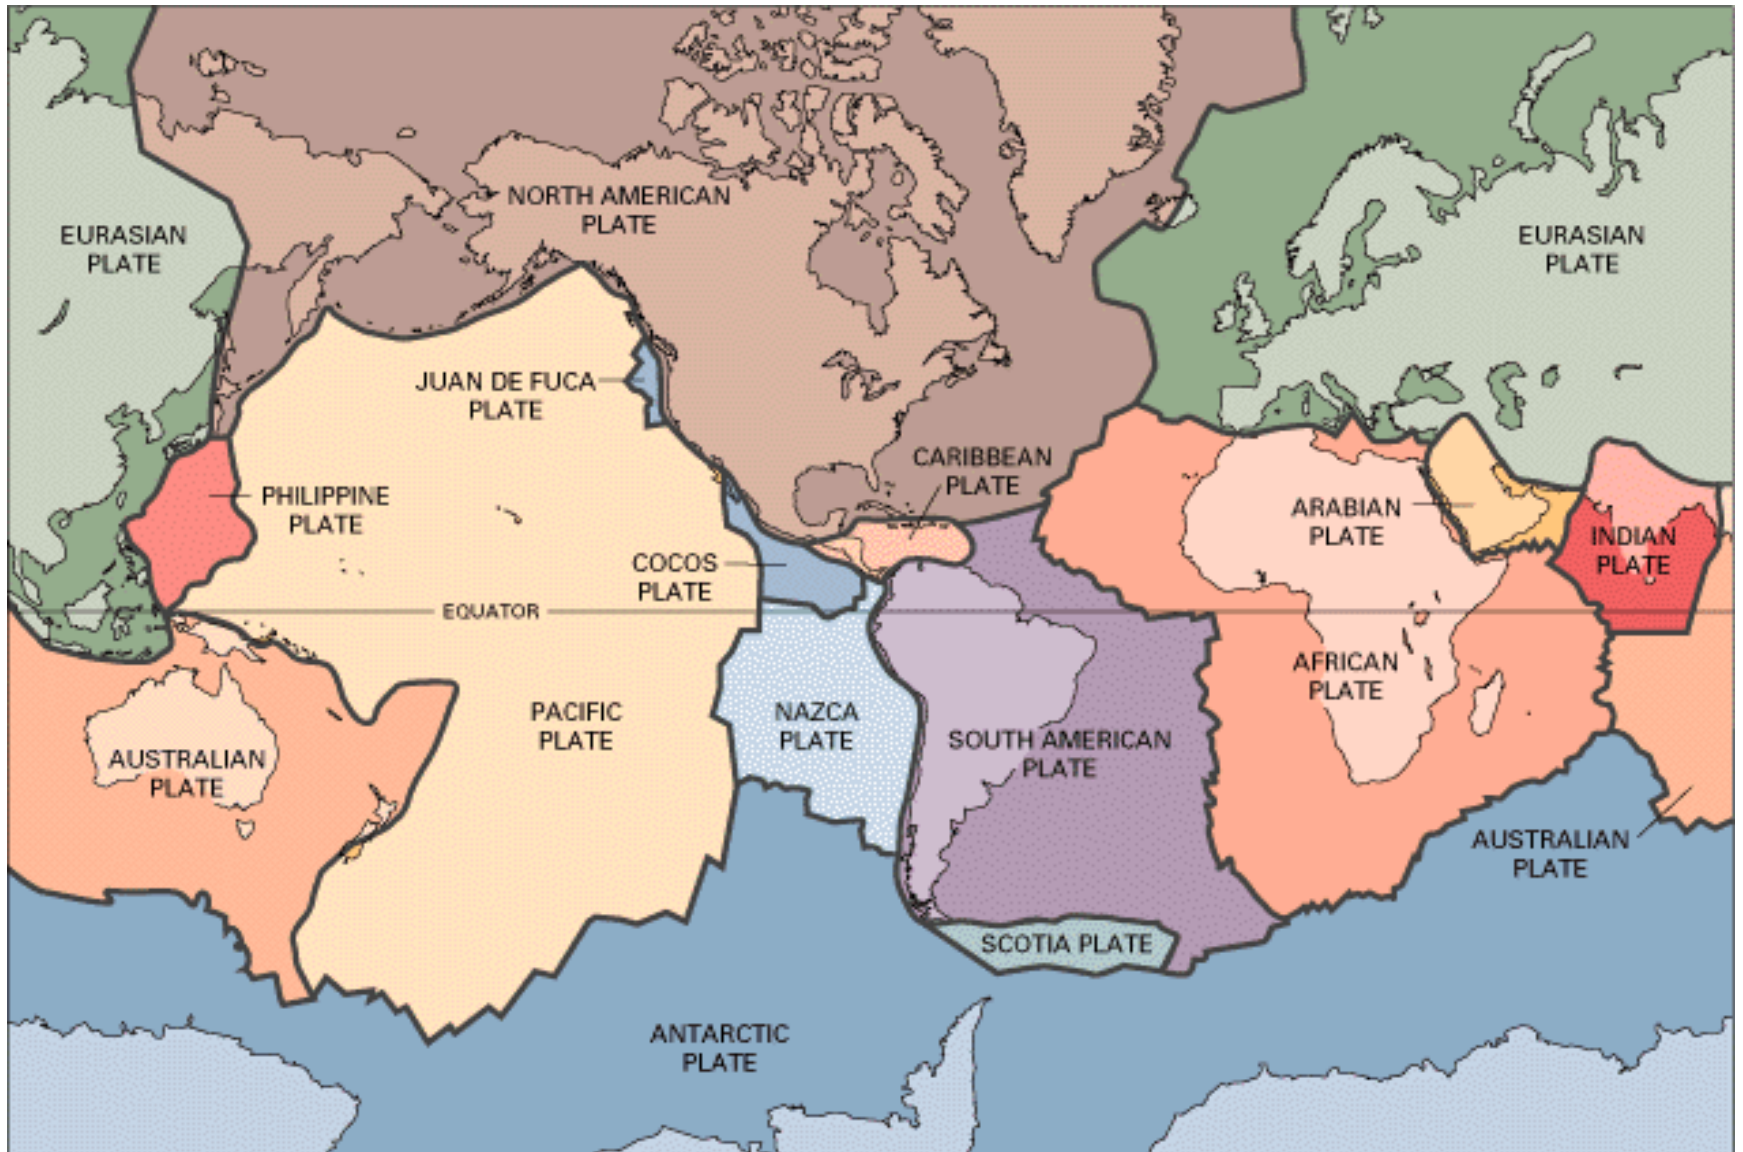 NORTH AMERICAN
PLATE
EURASIAN
PLATE
EURASIAN
PLATE
JUAN DE FUCA
PLATE
CARIBBEAN
PLATE
PHILIPPINE
PLATE
ARABIAN
PLATE
INDIAN
PLATE
COCOS
PLATE
EQUATOR
AFRICAN
PLATE
PACIFIC
PLATE
NAZCA
PLATE
SOUTH AMERICAN
PLATE
AUSTRALIAN
PLATE
AUSTRALIAN
PLATE
SCOTIA PLATE
ANTARCTIC
PLATE